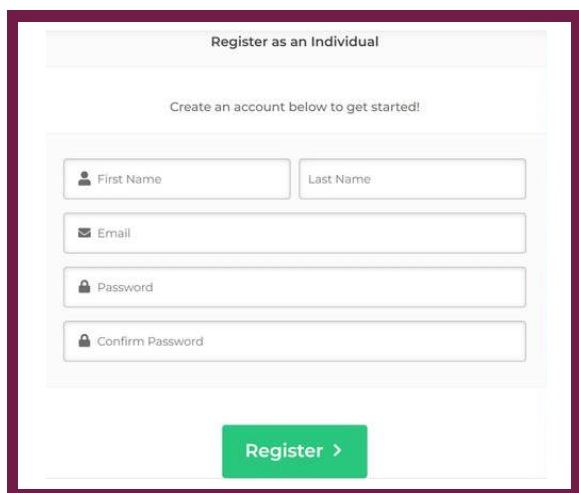 Register as an Individual
Create an account below to get started!
First Name Last Name
Email
Password
Confirm Password
Register >